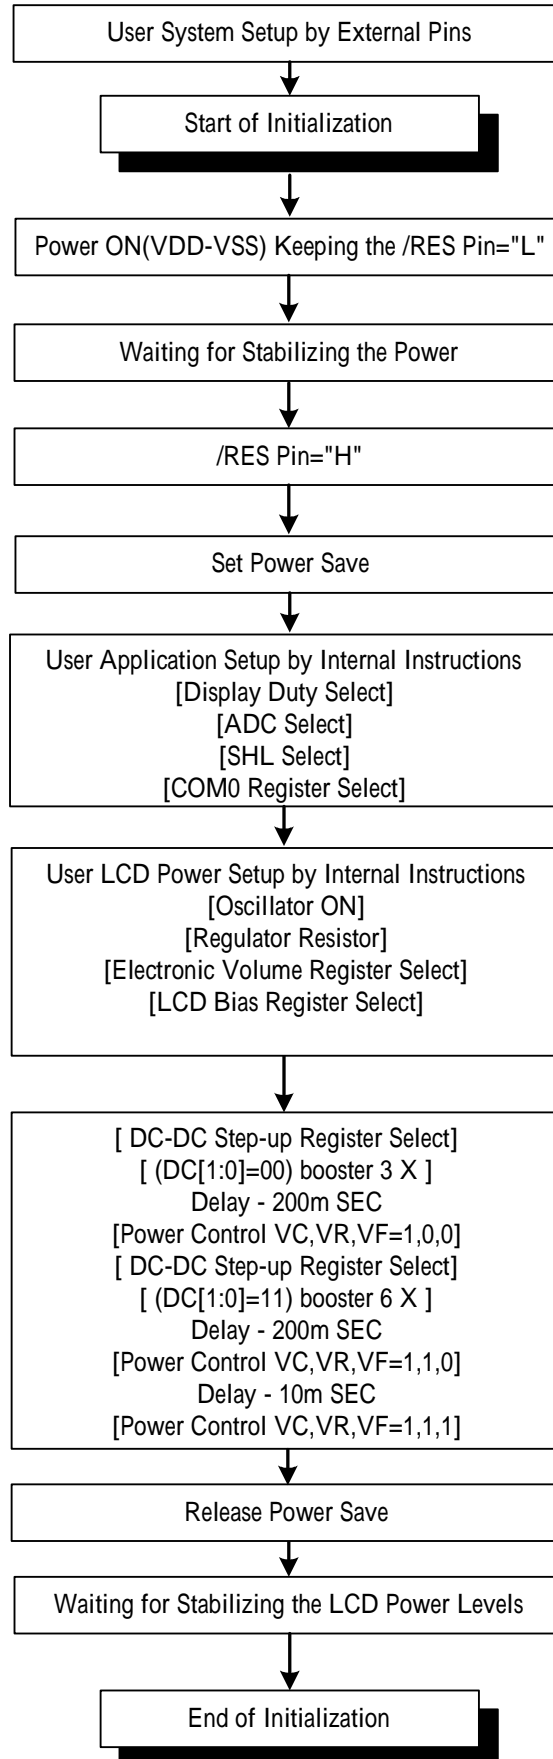 User System Setup by External Pins
Start of Initialization
Power ON(VDD-VSS) Keeping the /RES Pin="L"
Waiting for Stabilizing the Power
/RES Pin="H"
Set Power Save
User Application Setup by Internal Instructions
[Display Duty Select]
[ADC Select]
[SHL Select]
[COM0 Register Select]
User LCD Power Setup by Internal Instructions
[Oscillator ON]
[Regulator Resistor]
[Electronic Volume Register Select]
[LCD Bias Register Select]
[ DC-DC Step-up Register Select]
[ (DC[1:0]=00) booster 3 X ]
Delay - 200m SEC
[Power Control VC,VR,VF=1,0,0]
[ DC-DC Step-up Register Select]
[ (DC[1:0]=11) booster 6 X ]
Delay - 200m SEC
[Power Control VC,VR,VF=1,1,0]
Delay - 10m SEC
[Power Control VC,VR,VF=1,1,1]
Release Power Save
Waiting for Stabilizing the LCD Power Levels
End of Initialization